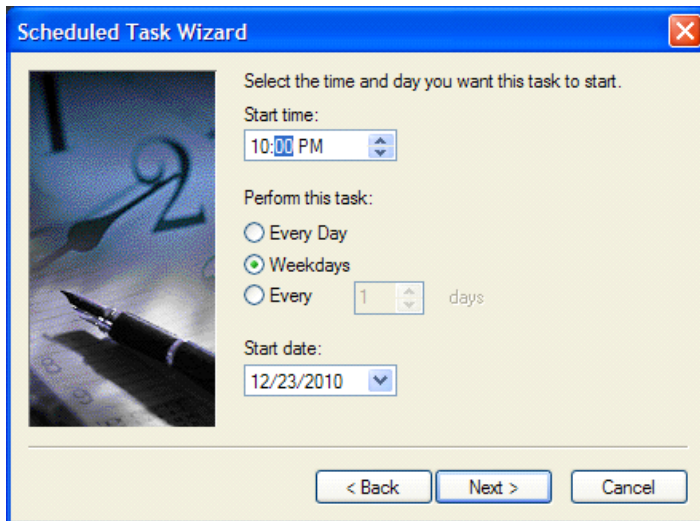 Scheduled Task Wizard
Select the time and day you want this task to start.
Start time:
10:00 PM
Perform this task:
Every Day
Weekdays
Every 1 days
Start date:
12/23/2010
< Back Next > Cancel